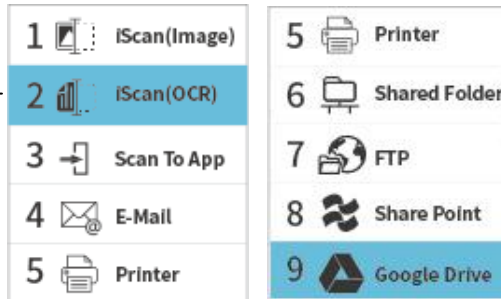 1 iScan(Image)
2 iScan(OCR)
3 Scan To App
4 E-Mail
5 Printer
5 Printer
6 Shared Folder
7 FTP
8 Share Point
9 Google Drive